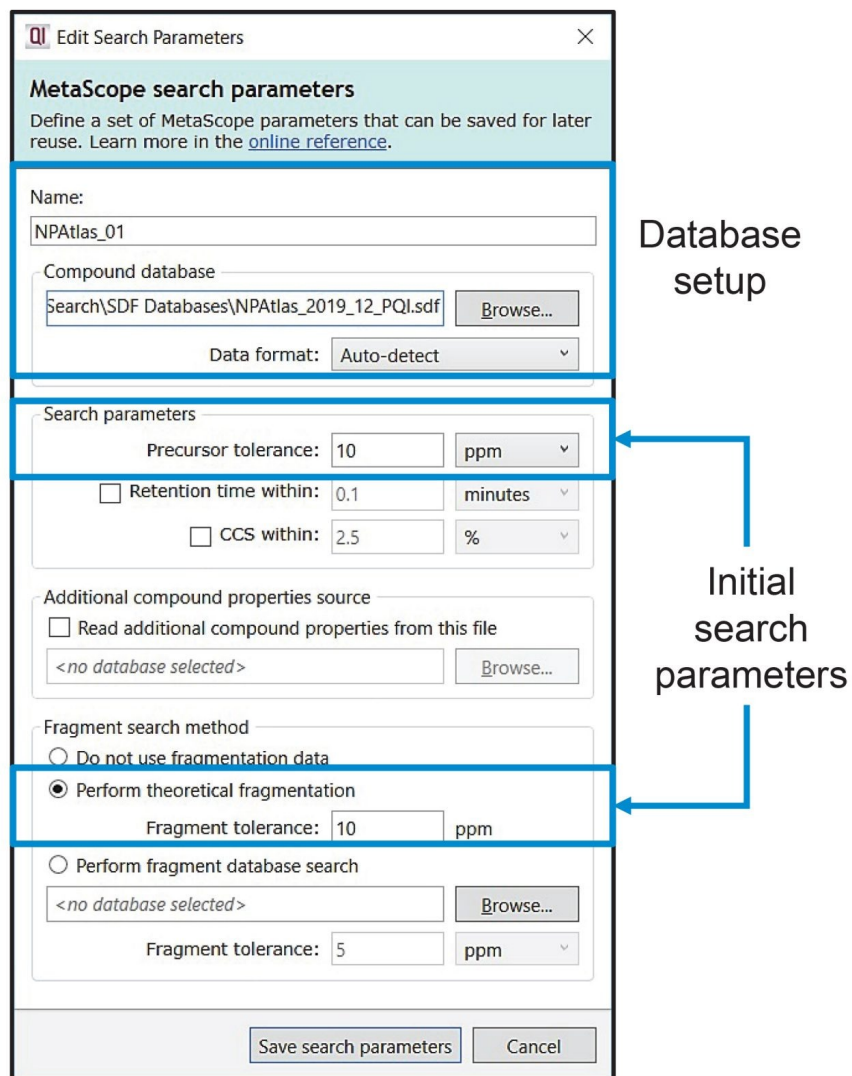 QI Edit Search Parameters
MetaScope search parameters
Define a set of MetaScope parameters that can be saved for later
reuse. Learn more in the online reference.
Name:
NPAtlas_01
Compound database
Search\SDF Databases\NPAtlas_2019_12_PQI.sdf Browse...
Data format: Auto-detect
Database
setup
Search parameters
Precursor tolerance: 10 ppm
Retention time within: 0.1 minutes
CCS within: 2.5 %
Initial
search
parameters
Additional compound properties source
Read additional compound properties from this file
<no database selected> Browse...
Fragment search method
Do not use fragmentation data
Perform theoretical fragmentation
Fragment tolerance: 10 ppm
Perform fragment database search
<no database selected> Browse...
Fragment tolerance: 5 ppm
Save search parameters Cancel